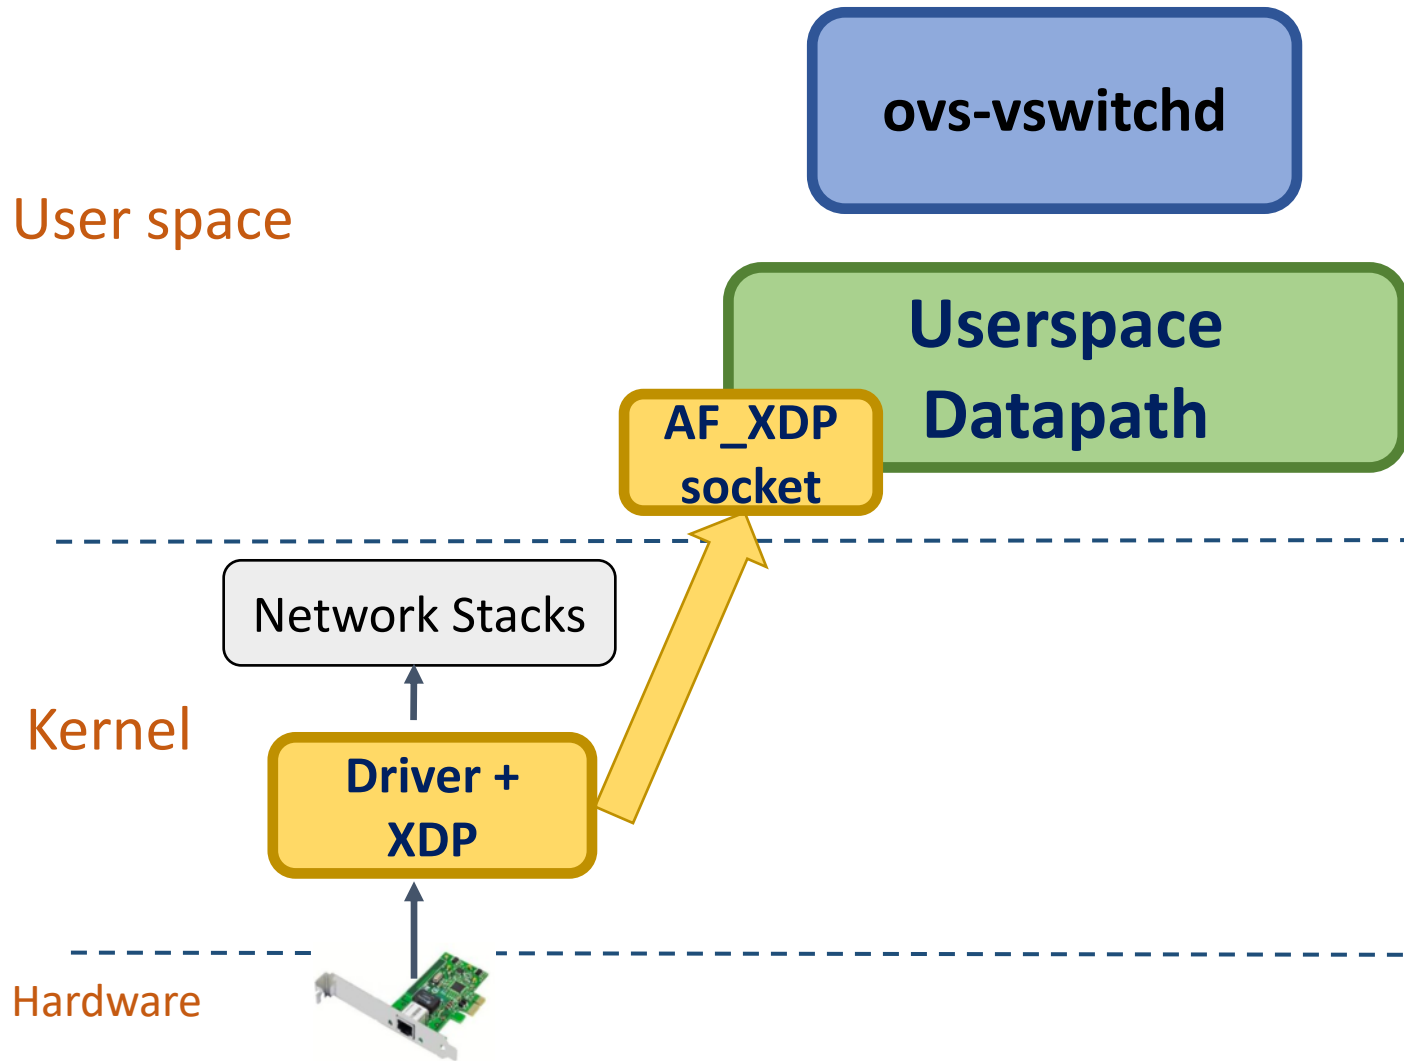 ovs-vswitchd
User space
Userspace
Datapath
AF_XDP
socket
Network Stacks
Kernel
Driver +
XDP
Hardware